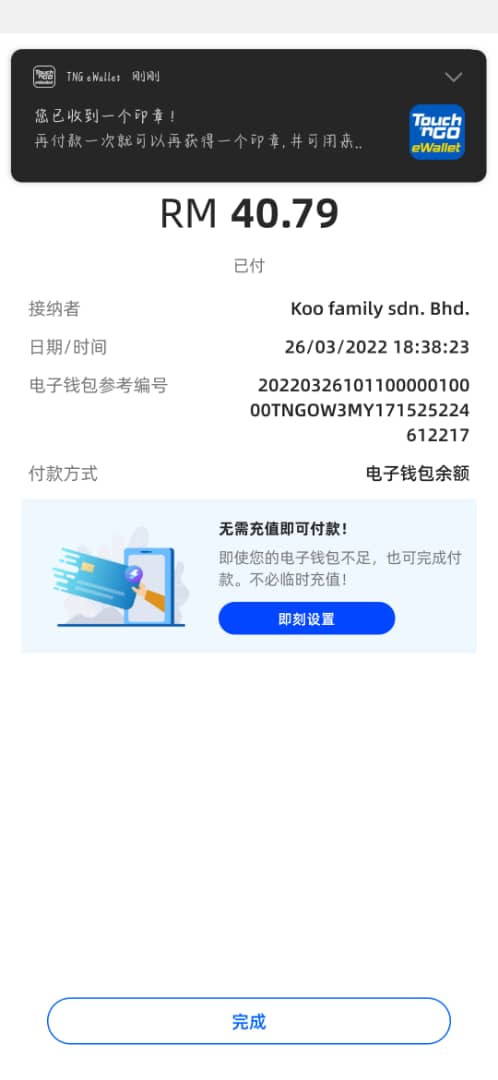 TNG eWallet 刚刚
您已收到一个印章！
再付款一次就可以再获得一个印章,并可用来..
Touch
'nGO
eWallet
RM 40.79
已付
接纳者 Koo family sdn. Bhd.
日期/时间 26/03/2022 18:38:23
电子钱包参考编号 20220326101100000100
00TNGOW3MY171525224
612217
付款方式 电子钱包余额
无需充值即可付款！
即使您的电子钱包不足，也可完成付
款。不必临时充值！
即刻设置
完成